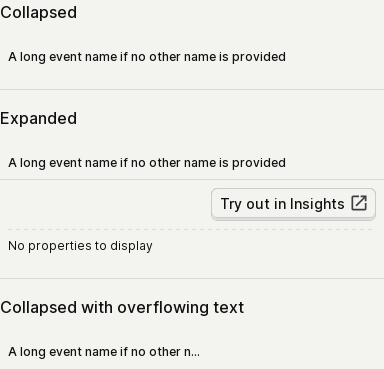 Collapsed
A long event name if no other name is provided
Expanded
A long event name if no other name is provided
Try out in Insights
No properties to display
Collapsed with overflowing text
A long event name if no other n...